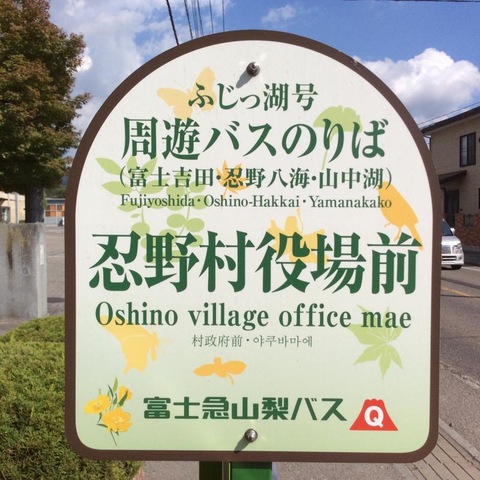 ふじっ湖号
周遊バスのりば
（富士吉田・忍野八海・山中湖）
Fujiyoshida・Oshino-Hakkai・Yamanakako
忍野村役場前
Oshino village office mae
村政府前・야쿠바마에
富士急山梨バス Q